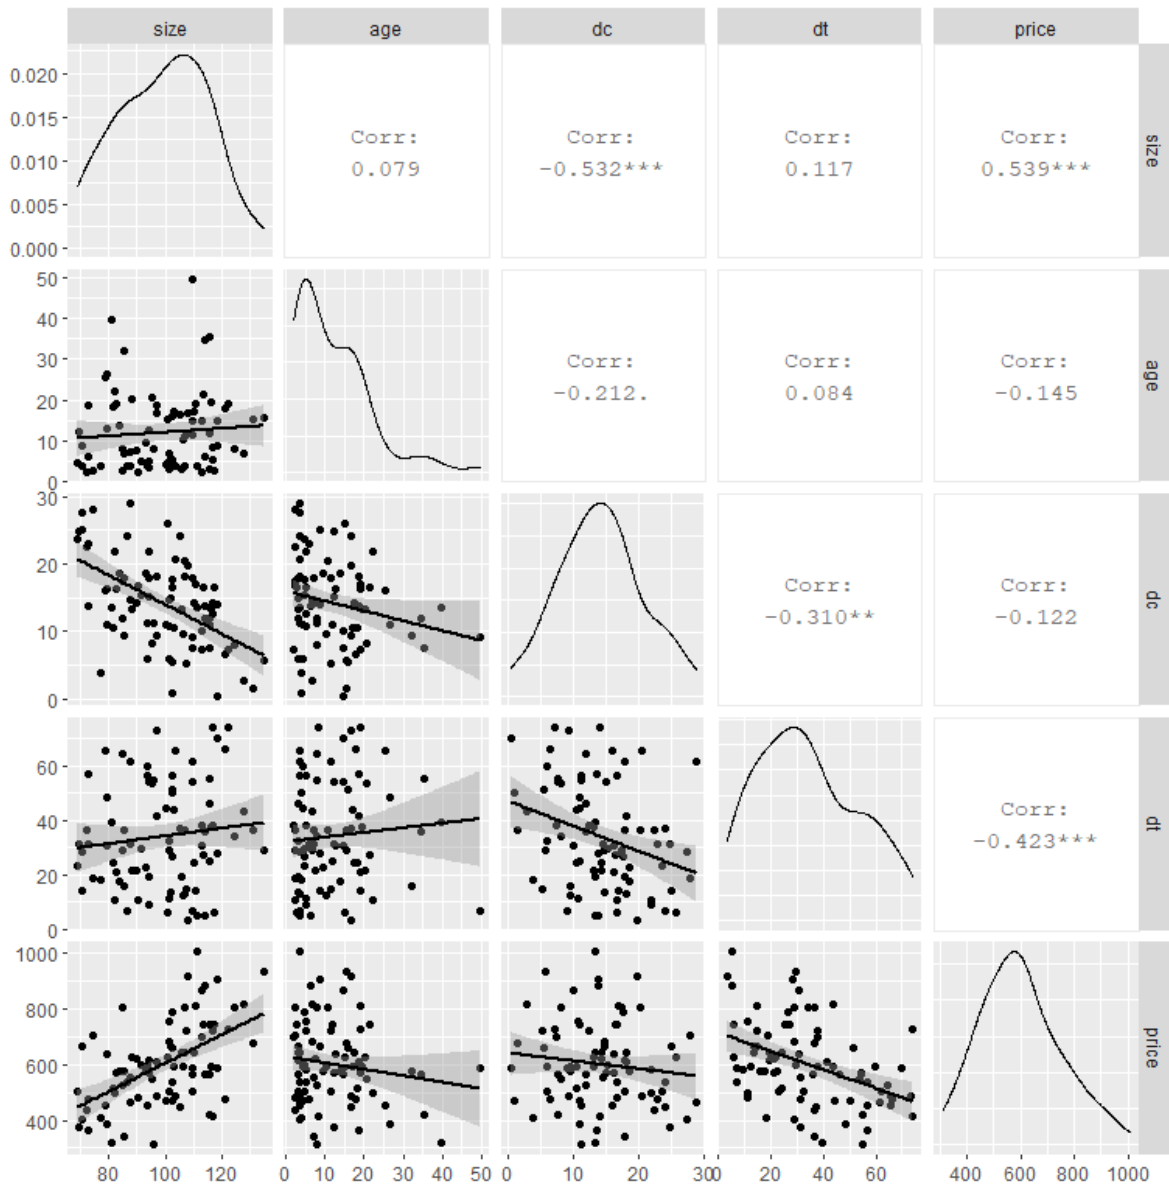 size age dc dt price
0.020
0.015
0.010
0.005
0.000
Corr:
0.079
Corr:
-0.532***
Corr:
0.117
Corr:
0.539***
size
50
40
30
20
10
0
Corr:
-0.212.
Corr:
0.084
Corr:
-0.145
age
30
20
10
0
Corr:
-0.310**
Corr:
-0.122
dc
60
40
20
0
Corr:
-0.423***
dt
1000
800
600
400
price
80 100 120 0 10 20 30 40 50 0 10 20 30 0 20 40 60 400 600 800 1000